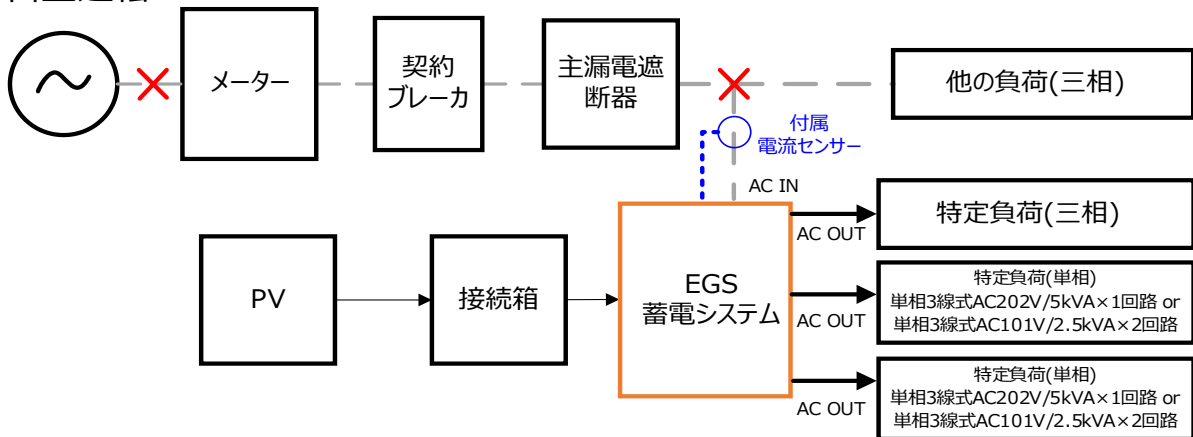 メーター
契約
ブレーカ
主漏電遮
断器
他の負荷(三相)
付属
電流センサー
AC IN
特定負荷(三相)
AC OUT
PV
接続箱
EGS
蓄電システム
特定負荷(単相)
単相3線式AC202V/5kVA×1回路 or
単相3線式AC101V/2.5kVA×2回路
AC OUT
特定負荷(単相)
単相3線式AC202V/5kVA×1回路 or
単相3線式AC101V/2.5kVA×2回路
AC OUT